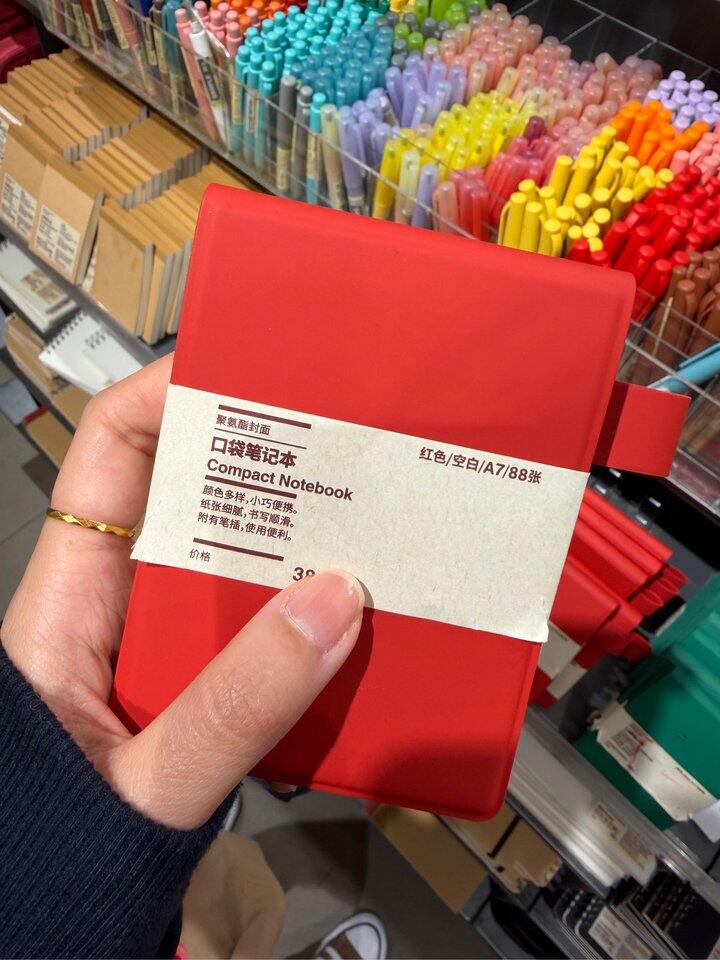 聚氨酯封面
口袋笔记本
Compact Notebook
颜色多样,小巧便携。
纸张细腻,书写顺滑。
附有笔插,使用便利。
价格
38
红色/空白/A7/88张